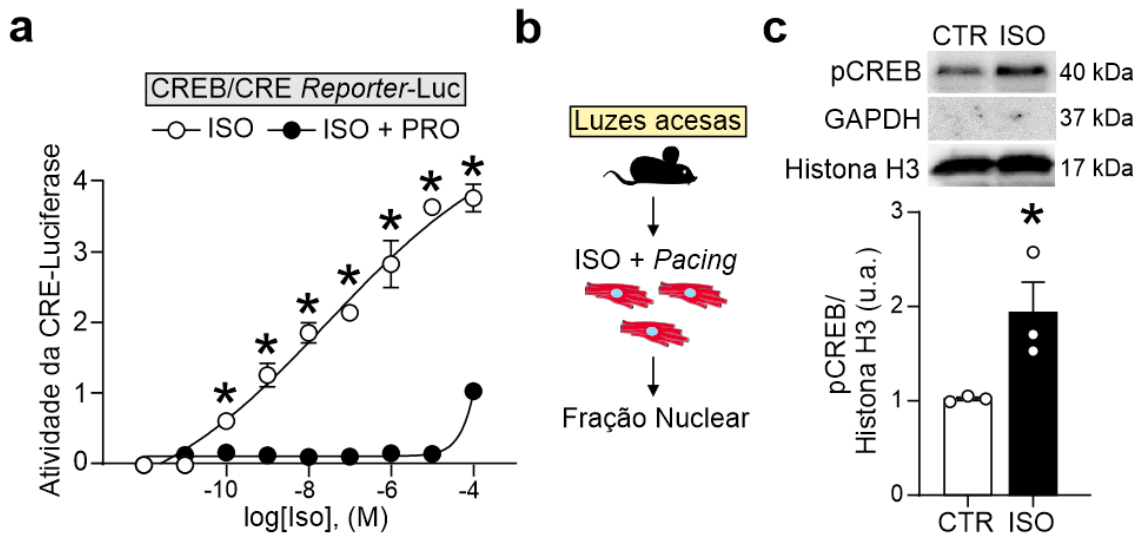 a
CREB/CRE Reporter-Luc
ISO ISO + PRO
Atividade da CRE-Luciferase
4
3
2
1
0
-10 -8 -6 -4
log[Iso], (M)
* * * * * * *
b
Luzes acesas
ISO + Pacing
Fração Nuclear
c
CTR ISO
pCREB 40 kDa
GAPDH 37 kDa
Histona H3 17 kDa
pCREB/
Histona H3 (u.a.)
3
2
1
0
*
CTR ISO